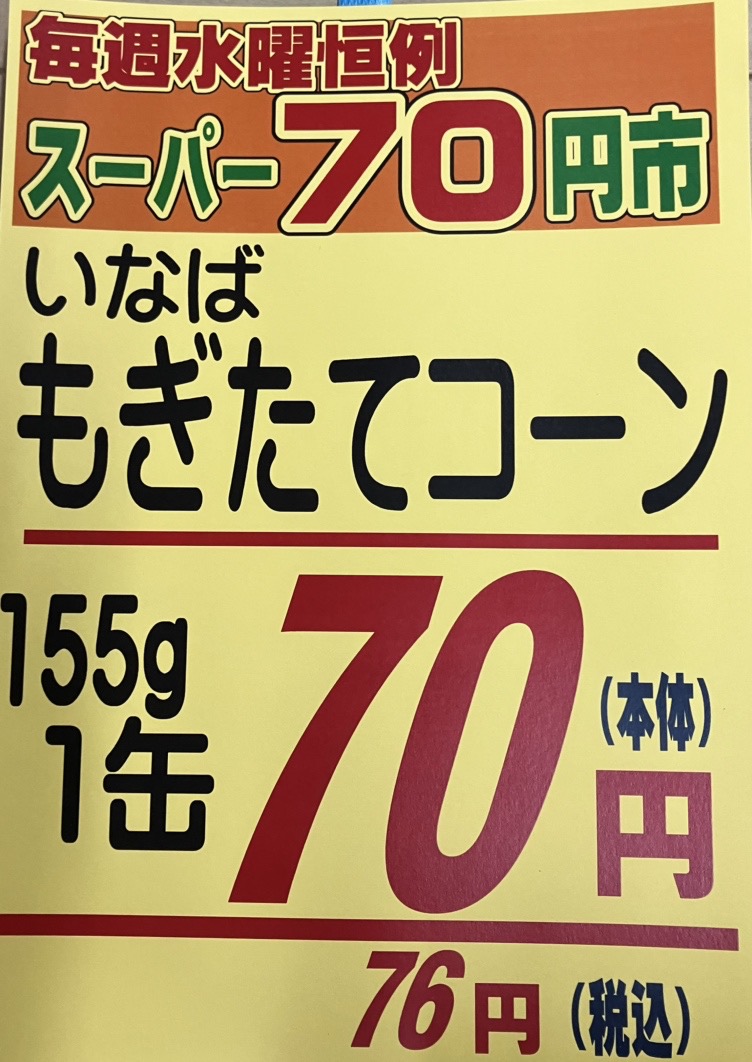 毎週水曜恒例
スーパー70円市
いなば
もぎたてコーン
155g
1缶
70
(本体)
円
76円(税込)